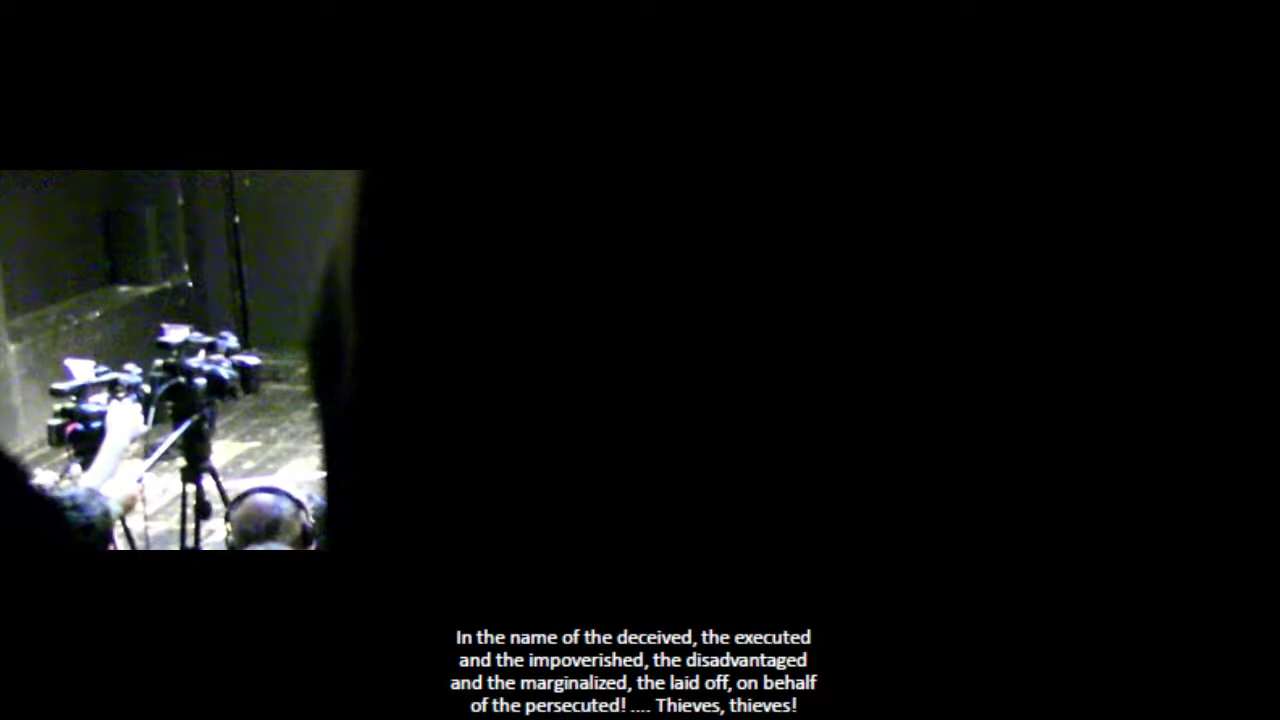 In the name of the deceived, the executed
and the impoverished, the disadvantaged
and the marginalized, the laid off, on behalf
of the persecuted! .... Thieves, thieves!